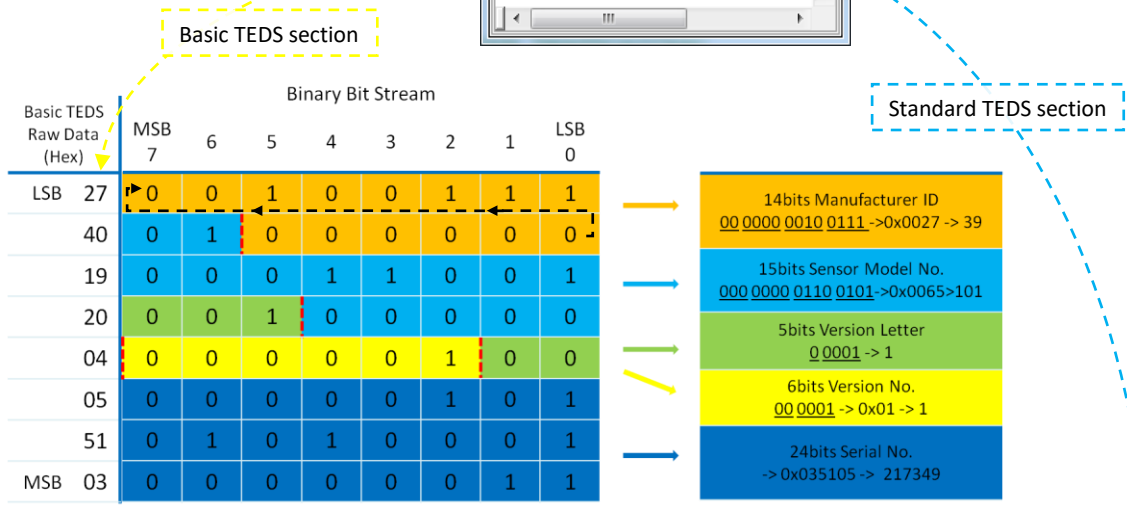 Basic TEDS section
Standard TEDS section
Binary Bit Stream
Basic TEDS
Raw Data
(Hex)
MSB
7
6
5
4
3
2
1
LSB
0
LSB 27 0 0 1 0 0 1 1 1
40 0 1 0 0 0 0 0 0
19 0 0 0 1 1 0 0 1
20 0 0 1 0 0 0 0 0
04 0 0 0 0 0 1 0 0
05 0 0 0 0 0 1 0 1
51 0 1 0 1 0 0 0 1
MSB 03 0 0 0 0 0 0 1 1
14bits Manufacturer ID
00 0000 0010 0111 ->0x0027 -> 39
15bits Sensor Model No.
000 0000 0110 0101->0x0065>101
5bits Version Letter
0 0001 -> 1
6bits Version No.
00 0001 -> 0x01 -> 1
24bits Serial No.
-> 0x035105 -> 217349